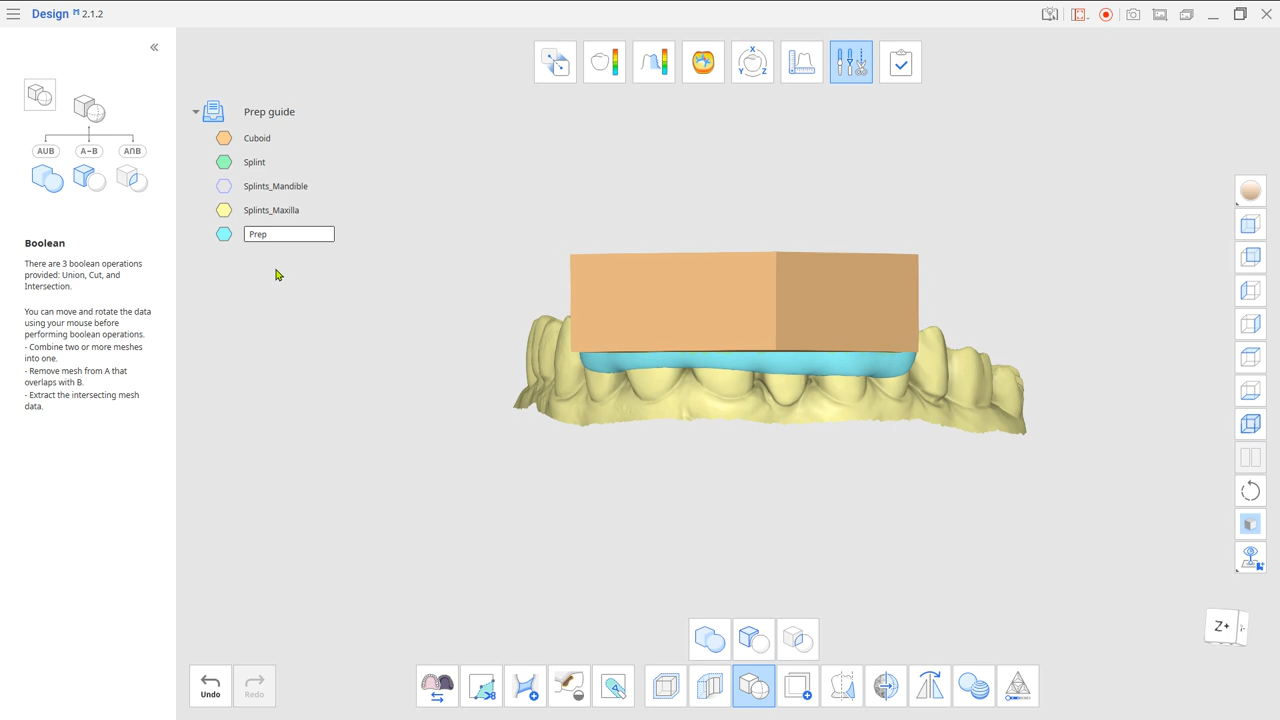 Design M 2.1.2
X
Y
Z
Prep guide
Cuboid
Splint
Splints_Mandible
Splints_Maxilla
Prep
AUB
A−B
A∩B
Boolean
There are 3 boolean operations
provided: Union, Cut, and
Intersection.
You can move and rotate the data
using your mouse before
performing boolean operations.
- Combine two or more meshes
into one.
- Remove mesh from A that
overlaps with B.
- Extract the intersecting mesh
data.
Z+
Undo
Redo